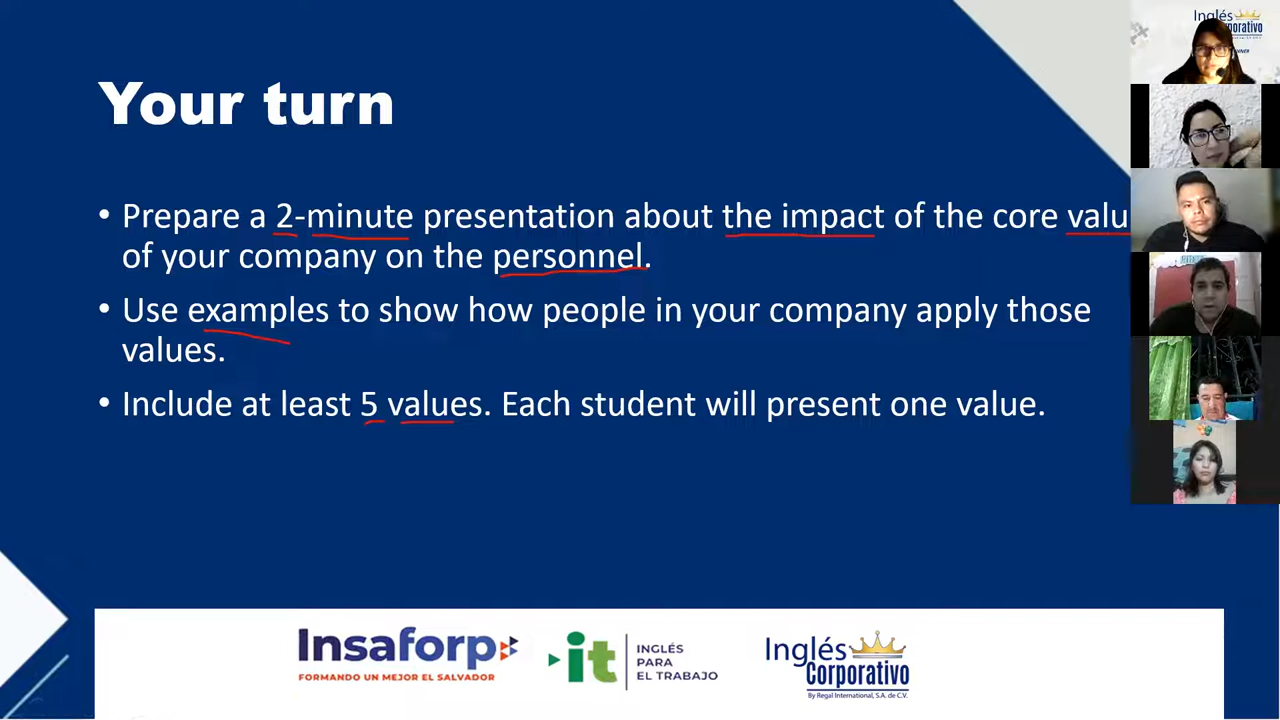 Your turn
• Prepare a 2-minute presentation about the impact of the core valu
of your company on the personnel.
• Use examples to show how people in your company apply those
values.
• Include at least 5 values. Each student will present one value.
Inglés
Insaforp
FORMANDO UN MEJOR EL SALVADOR
it
INGLÉS
PARA
EL TRABAJO
Inglés
Corporativo
By Regal International, S.A. de C.V.